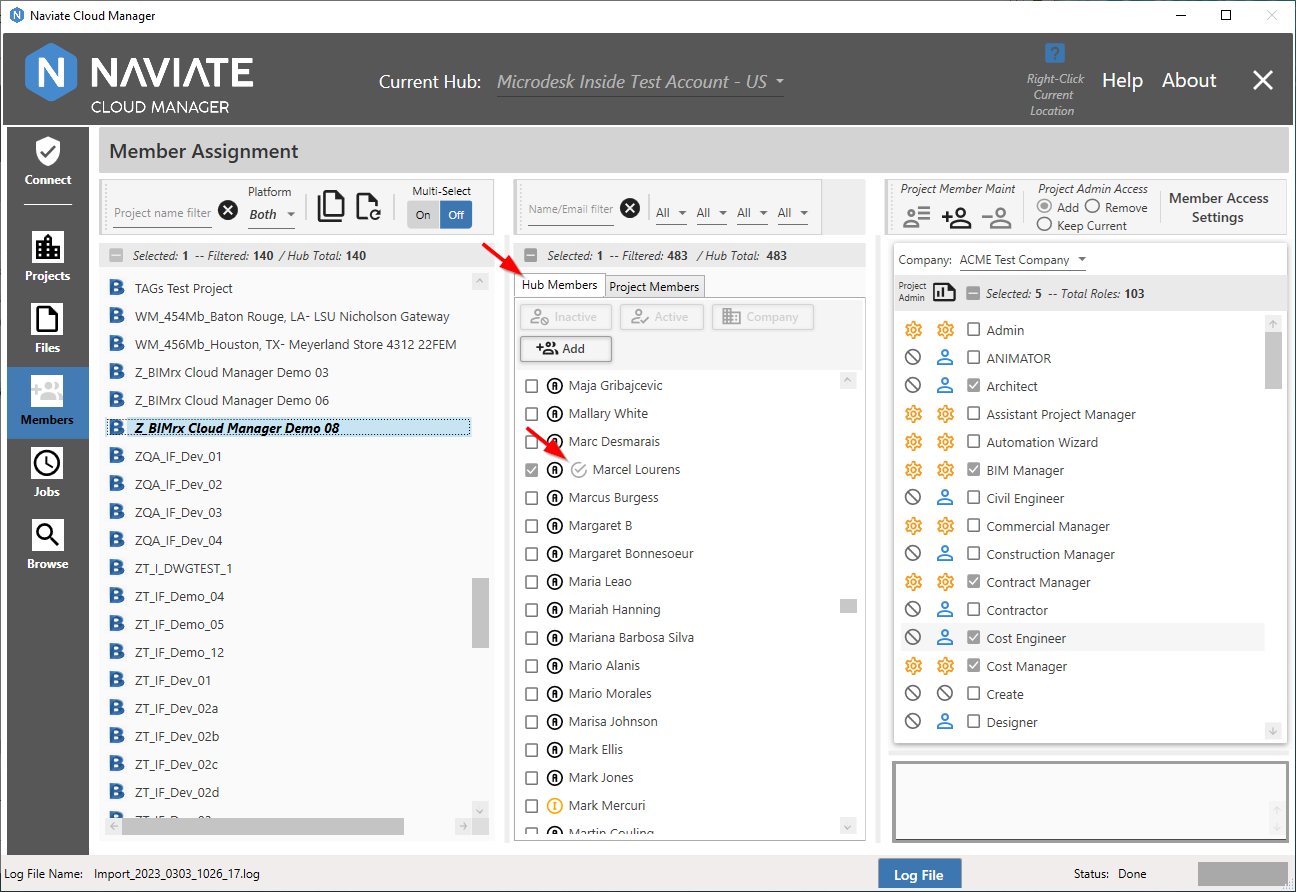 Naviate Cloud Manager
NAVIATE
CLOUD MANAGER
Current Hub: Microdesk Inside Test Account - US
?
Right-Click
Current
Location
Help
About
Connect
Projects
Files
Members
Jobs
Browse
Member Assignment
Project name filter
Platform
Both
Multi-Select
On Off
Name/Email filter
All All All All
Project Member Maint
Project Admin Access
Add Remove
Keep Current
Member Access
Settings
Selected: 1 -- Filtered: 140 / Hub Total: 140
TAGs Test Project
WM_454Mb_Baton Rouge, LA- LSU Nicholson Gateway
WM_456Mb_Houston, TX- Meyerland Store 4312 22FEM
Z_BIMrx Cloud Manager Demo 03
Z_BIMrx Cloud Manager Demo 06
Z_BIMrx Cloud Manager Demo 08
ZQA_IF_Dev_01
ZQA_IF_Dev_02
ZQA_IF_Dev_03
ZQA_IF_Dev_04
ZT_I_DWGTEST_1
ZT_IF_Demo_04
ZT_IF_Demo_05
ZT_IF_Demo_12
ZT_IF_Dev_01
ZT_IF_Dev_02a
ZT_IF_Dev_02b
ZT_IF_Dev_02c
ZT_IF_Dev_02d
Selected: 1 -- Filtered: 483 / Hub Total: 483
Hub Members Project Members
Inactive Active Company
Add
Maja Gribajcevic
Mallary White
Marc Desmarais
Marcel Lourens
Marcus Burgess
Margaret B
Margaret Bonnesoeur
Maria Leao
Mariah Hanning
Mariana Barbosa Silva
Mario Alanis
Mario Morales
Marisa Johnson
Mark Ellis
Mark Jones
Mark Mercuri
Martin Couling
Company: ACME Test Company
Project
Admin
Selected: 5 -- Total Roles: 103
Admin
ANIMATOR
Architect
Assistant Project Manager
Automation Wizard
BIM Manager
Civil Engineer
Commercial Manager
Construction Manager
Contract Manager
Contractor
Cost Engineer
Cost Manager
Create
Designer
Log File Name: Import_2023_0303_1026_17.log
Log File
Status: Done